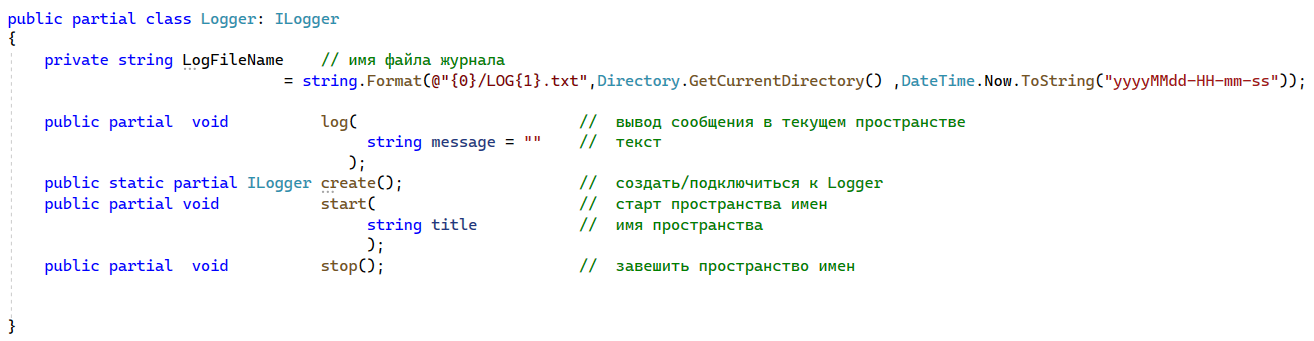 public partial class Logger: ILogger
{
private string LogFileName // имя файла журнала
= string.Format(@"{0}/LOG{1}.txt",Directory.GetCurrentDirectory() ,DateTime.Now.ToString("yyyyMMdd-HH-mm-ss"));
public partial void log( // вывод сообщения в текущем пространстве
string message = "" // текст
);
public static partial ILogger create(); // создать/подключиться к Logger
public partial void start( // старт пространства имен
string title // имя пространства
);
public partial void stop(); // завешить пространство имен
}